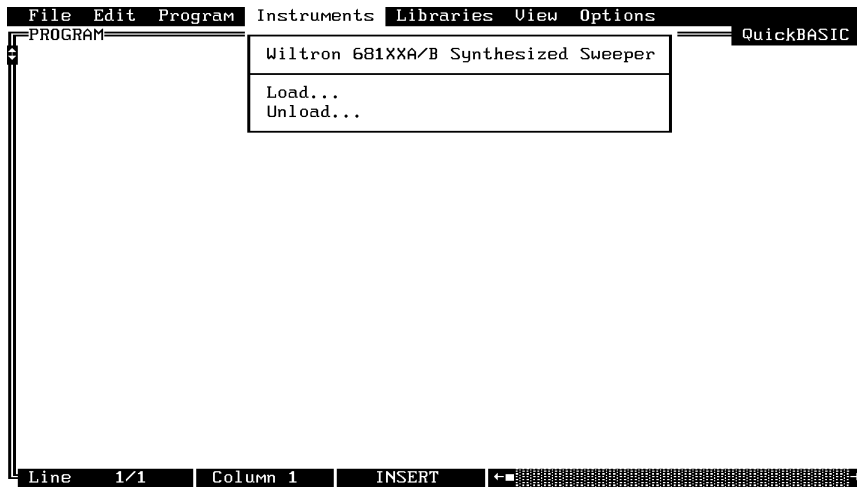 File Edit Program Instruments Libraries View Options
PROGRAM
QuickBASIC
Wiltron 681XXA/B Synthesized Sweeper
Load...
Unload...
Line 1/1 Column 1 INSERT ←